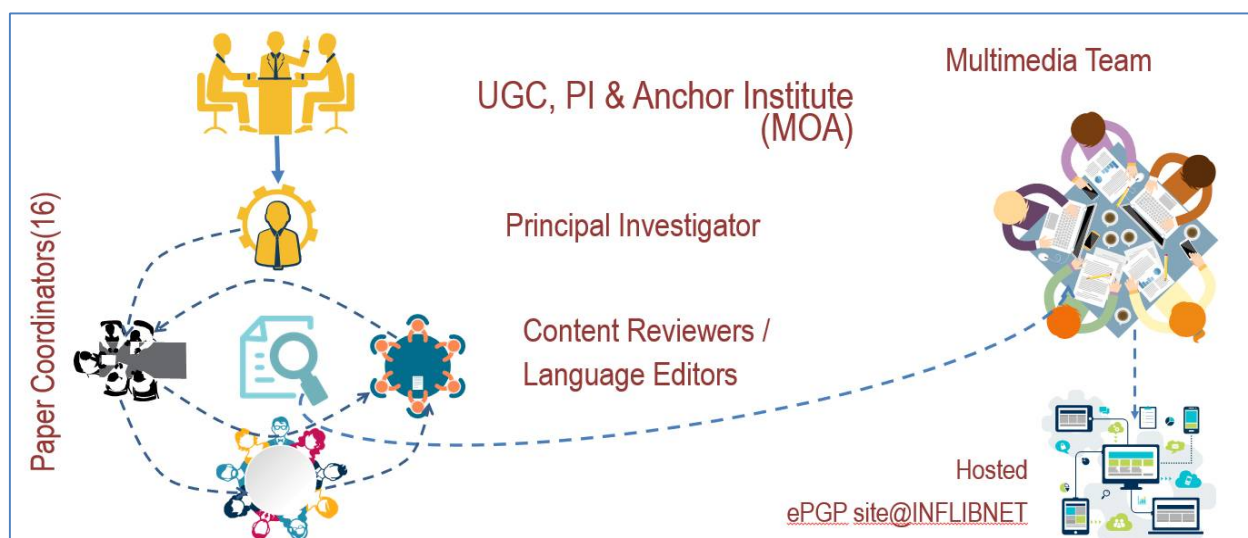 Multimedia Team
UGC, PI & Anchor Institute
(MOA)
Principal Investigator
Paper Coordinators(16)
Content Reviewers /
Language Editors
Hosted
ePGP site@INFLIBNET